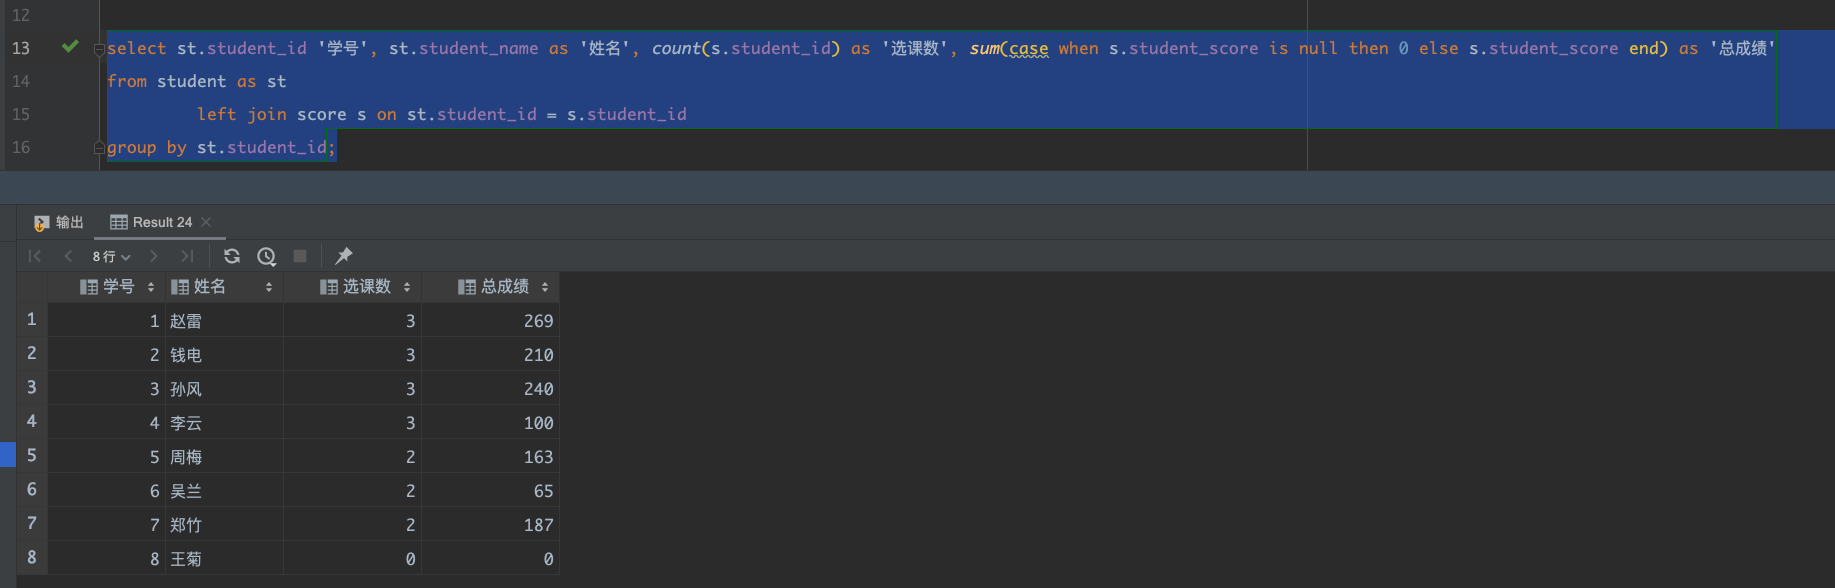 12
13 select st.student_id '学号', st.student_name as '姓名', count(s.student_id) as '选课数', sum(case when s.student_score is null then 0 else s.student_score end) as '总成绩'
14 from student as st
15 left join score s on st.student_id = s.student_id
16 group by st.student_id;
输出 Result 24
8 行
学号 姓名 选课数 总成绩
1 1 赵雷 3 269
2 2 钱电 3 210
3 3 孙风 3 240
4 4 李云 3 100
5 5 周梅 2 163
6 6 吴兰 2 65
7 7 郑竹 2 187
8 8 王菊 0 0